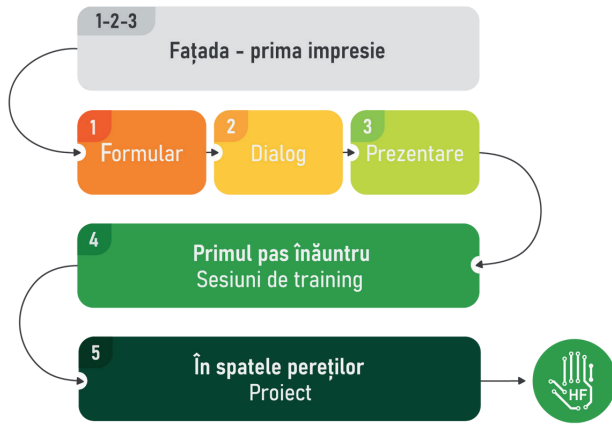 1-2-3
Fațada - prima impresie
1
Formular
2
Dialog
3
Prezentare
4
Primul pas înăuntru
Sesiuni de training
5
În spatele pereților
Proiect
HF